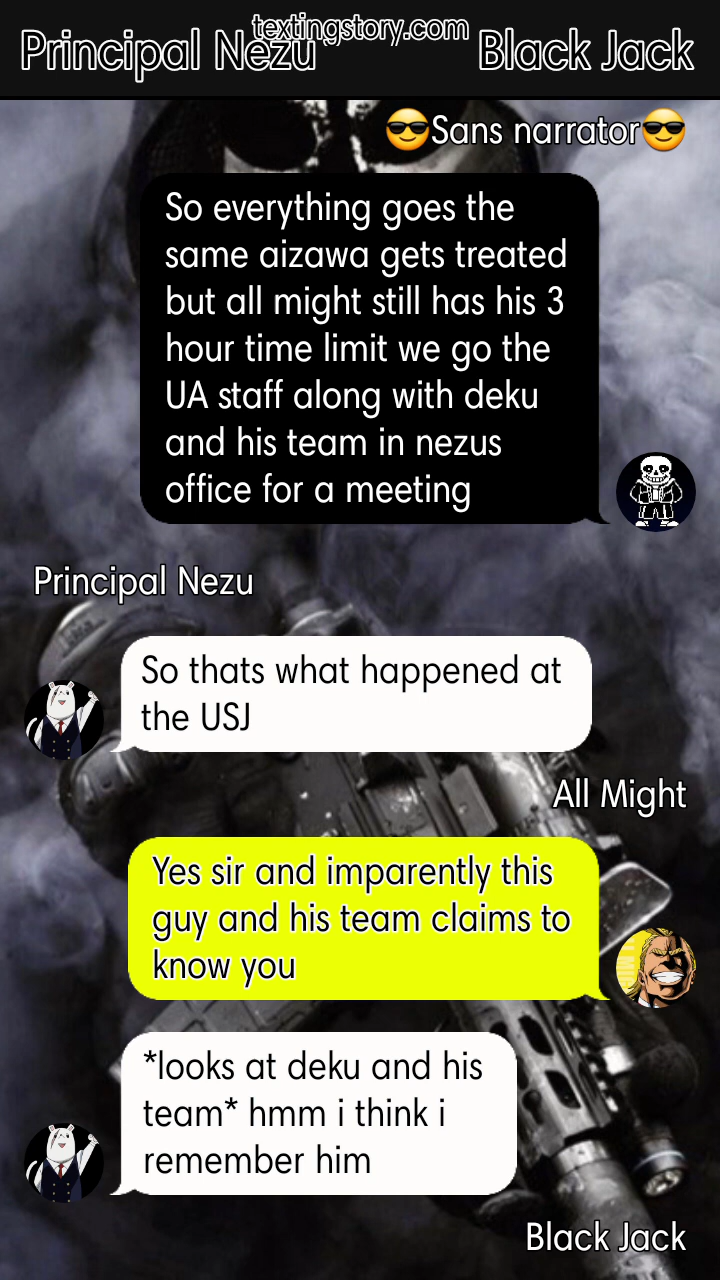 textingstory.com
Principal Nezu
Black Jack
😎Sans narrator😎
So everything goes the
same aizawa gets treated
but all might still has his 3
hour time limit we go the
UA staff along with deku
and his team in nezus
office for a meeting
Principal Nezu
So thats what happened at
the USJ
All Might
Yes sir and imparently this
guy and his team claims to
know you
*looks at deku and his
team* hmm i think i
remember him
Black Jack